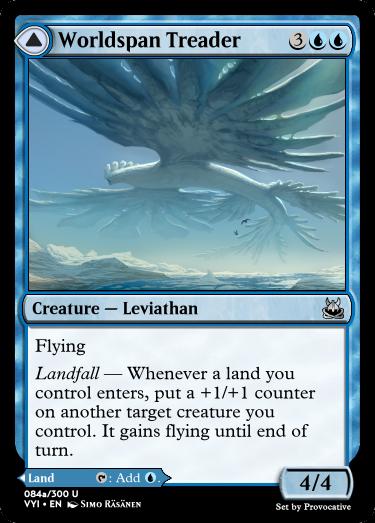 Worldspan Treader 3
Creature — Leviathan
Flying
Landfall — Whenever a land you
control enters, put a +1/+1 counter
on another target creature you
control. It gains flying until end of
turn.
Land : Add .
4/4
084a/300 U
VYI • EN Simo Räsänen
Set by Provocative